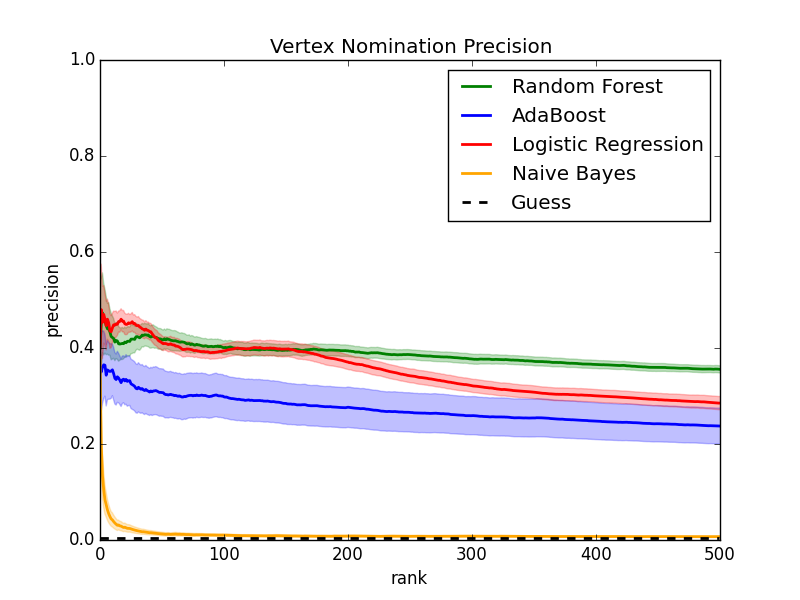 Vertex Nomination Precision
1.0
0.8
0.6
0.4
0.2
0.0
precision
Random Forest
AdaBoost
Logistic Regression
Naive Bayes
Guess
0 100 200 300 400 500
rank